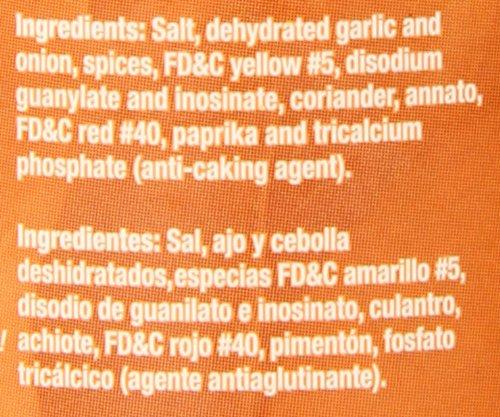 Ingredients: Salt, dehydrated garlic and
onion, spices, FD&C yellow #5, disodium
guanylate and inosinate, coriander, annato,
FD&C red #40, paprika and tricalcium
phosphate (anti-caking agent).
Ingredientes: Sal, ajo y cebolla
deshidratados,especias FD&C amarillo #5,
disodio de guanilato e inosinato, culantro,
! achiote, FD&C rojo #40, pimentón, fosfato
tricálcico (agente antiaglutinante).